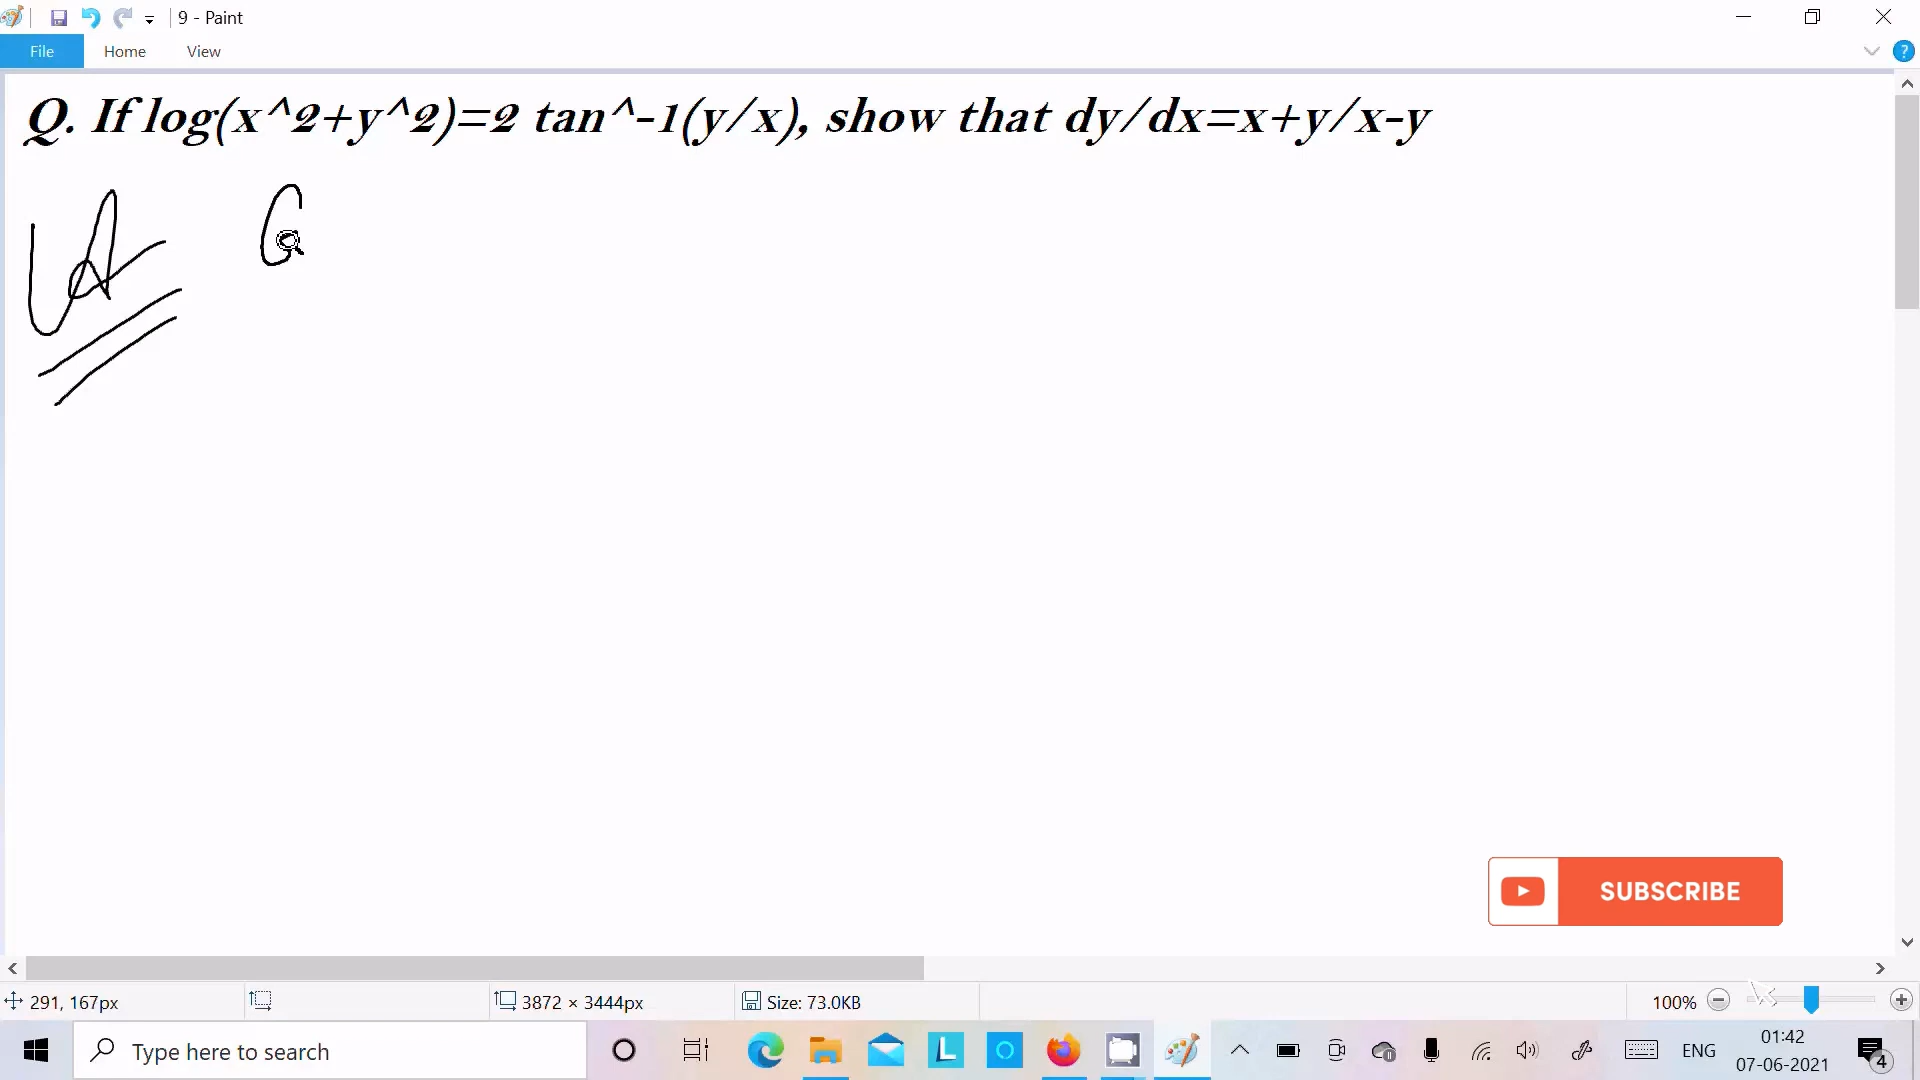 9 - Paint
File Home View
Q. If log(x^2+y^2)=2 tan^-1(y/x), show that dy/dx=x+y/x-y
G
SUBSCRIBE
291, 167px 3872 × 3444px Size: 73.0KB 100%
Type here to search ENG 01:42
07-06-2021 4